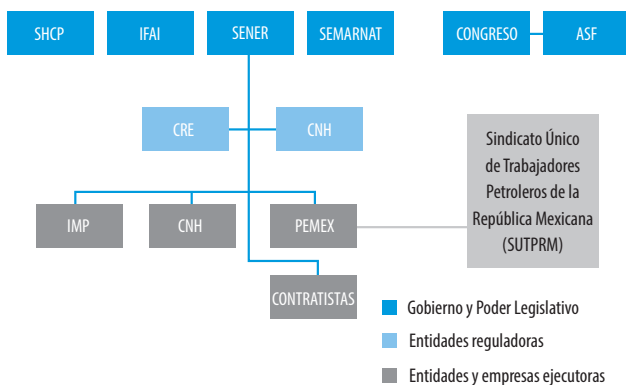 SHCP
IFAI
SENER
SEMARNAT
CONGRESO
ASF
CRE
CNH
Sindicato Único
de Trabajadores
Petroleros de la
República Mexicana
(SUTPRM)
IMP
CNH
PEMEX
CONTRATISTAS
Gobierno y Poder Legislativo
Entidades reguladoras
Entidades y empresas ejecutoras